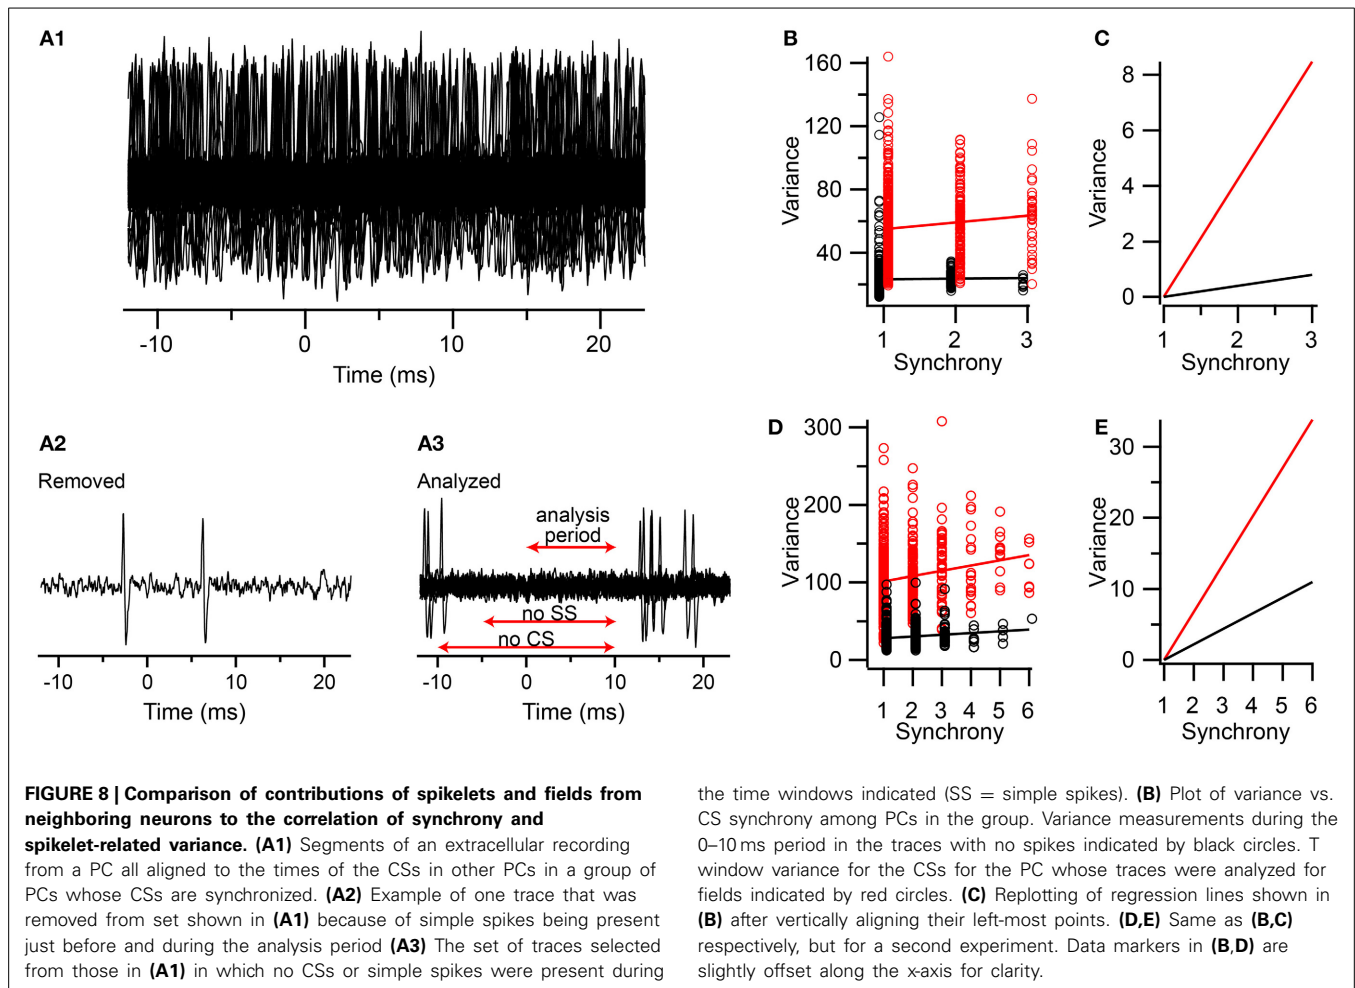 A1
-10
0
10
20
Time (ms)
B
160
120
80
40
Variance
1
2
3
Synchrony
C
8
6
4
2
0
Variance
1
2
3
Synchrony
A2
Removed
0
20
Time (ms)
A3
Analyzed
analysis
period
no SS
no CS
-10
0
10
20
Time (ms)
D
300
200
100
0
Variance
1
2
3
4
5
6
Synchrony
E
30
20
10
0
Variance
1
2
3
4
5
6
Synchrony
FIGURE 8 | Comparison of contributions of spikelets and fields from
neighboring neurons to the correlation of synchrony and
spikelet-related variance. (A1) Segments of an extracellular recording
from a PC all aligned to the times of the CSs in other PCs in a group of
PCs whose CSs are synchronized. (A2) Example of one trace that was
removed from set shown in (A1) because of simple spikes being present
just before and during the analysis period (A3) The set of traces selected
from those in (A1) in which no CSs or simple spikes were present during
the time windows indicated (SS = simple spikes). (B) Plot of variance vs.
CS synchrony among PCs in the group. Variance measurements during the
0–10 ms period in the traces with no spikes indicated by black circles. T
window variance for the CSs for the PC whose traces were analyzed for
fields indicated by red circles. (C) Replotting of regression lines shown in
(B) after vertically aligning their left-most points. (D,E) Same as (B,C)
respectively, but for a second experiment. Data markers in (B,D) are
slightly offset along the x-axis for clarity.